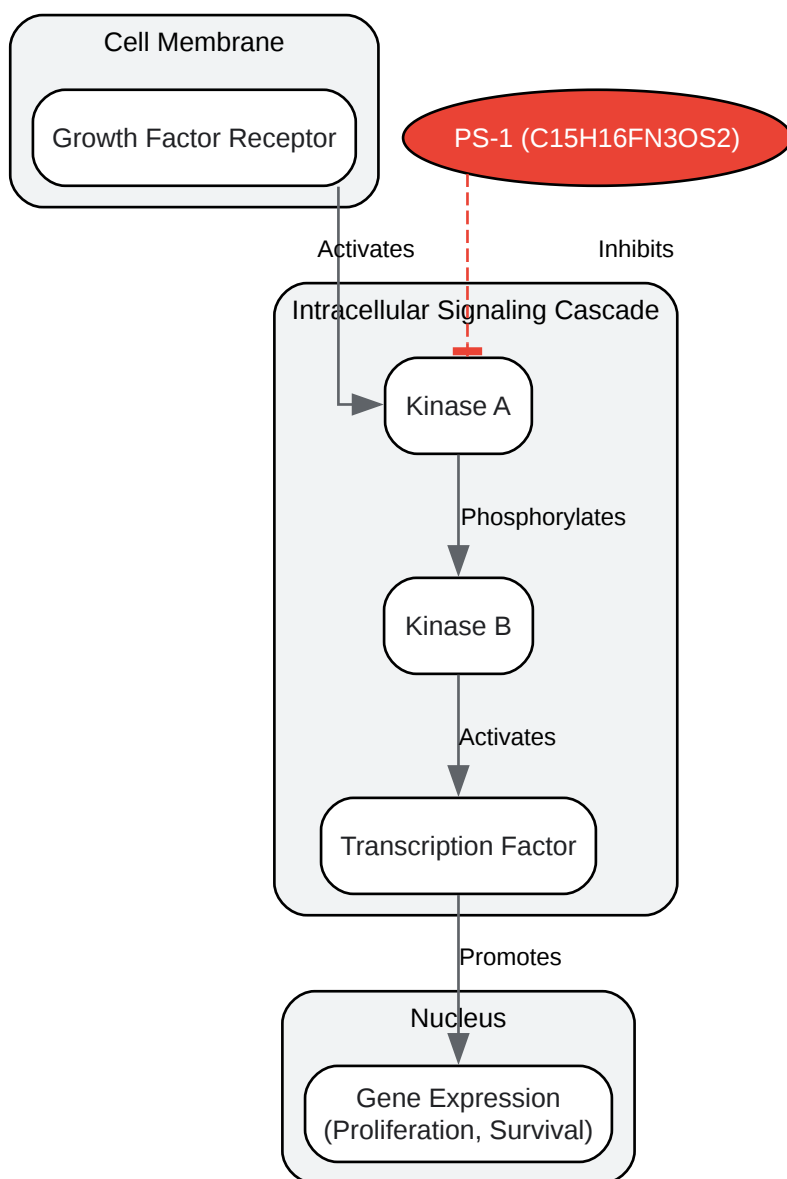 Cell Membrane
Growth Factor Receptor
PS-1 (C15H16FN3OS2)
Activates
Inhibits
Intracellular Signaling Cascade
Kinase A
Phosphorylates
Kinase B
Activates
Transcription Factor
Promotes
Nucleus
Gene Expression
(Proliferation, Survival)